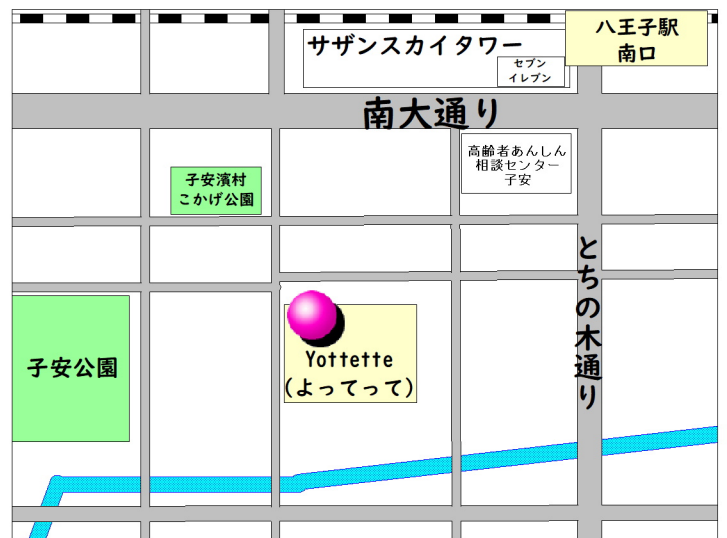 八王子駅
南口
サザンスカイタワー
セブン
イレブン
南大通り
高齢者あんしん
相談センター
子安
子安濱村
こかげ公園
とちの木通り
子安公園
Yottette
(よってって)